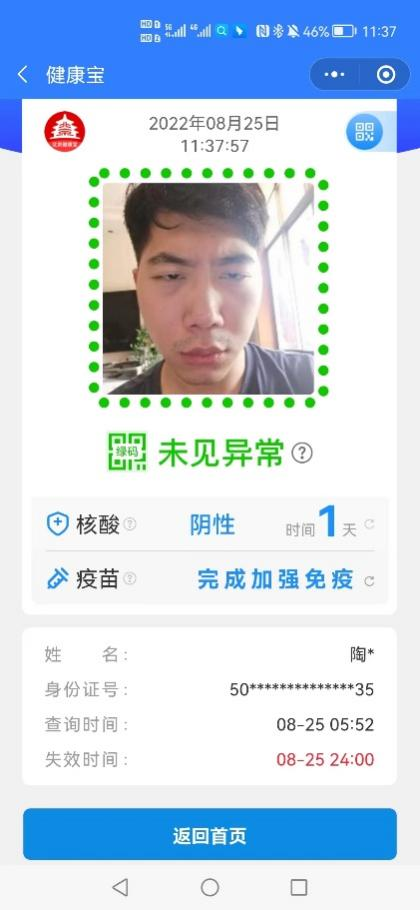 46% 11:37
健康宝
2022年08月25日
11:37:57
绿码 未见异常 ?
核酸 ? 阴性 时间 1 天
疫苗 ? 完成加强免疫
姓 名: 陶*
身份证号: 50**************35
查询时间: 08-25 05:52
失效时间: 08-25 24:00
返回首页